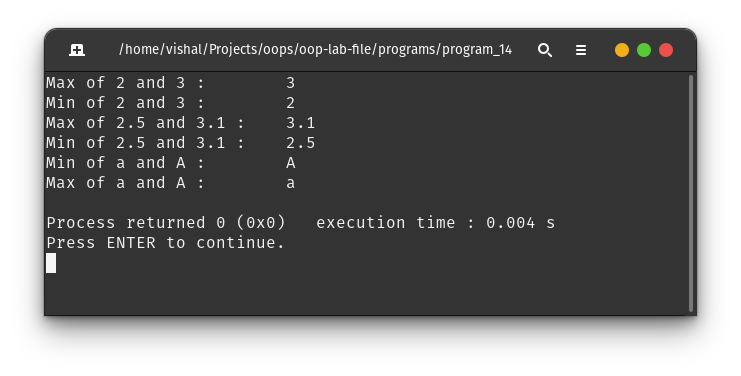 /home/vishal/Projects/oops/oop-lab-file/programs/program_14
Max of 2 and 3 :        3
Min of 2 and 3 :        2
Max of 2.5 and 3.1 :    3.1
Min of 2.5 and 3.1 :    2.5
Min of a and A :        A
Max of a and A :        a
Process returned 0 (0x0)   execution time : 0.004 s
Press ENTER to continue.